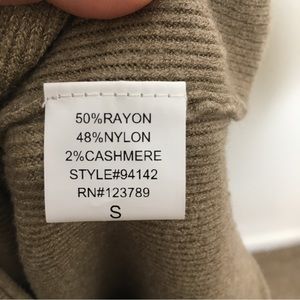 50%RAYON
48%NYLON
2%CASHMERE
STYLE#94142
RN#123789
S